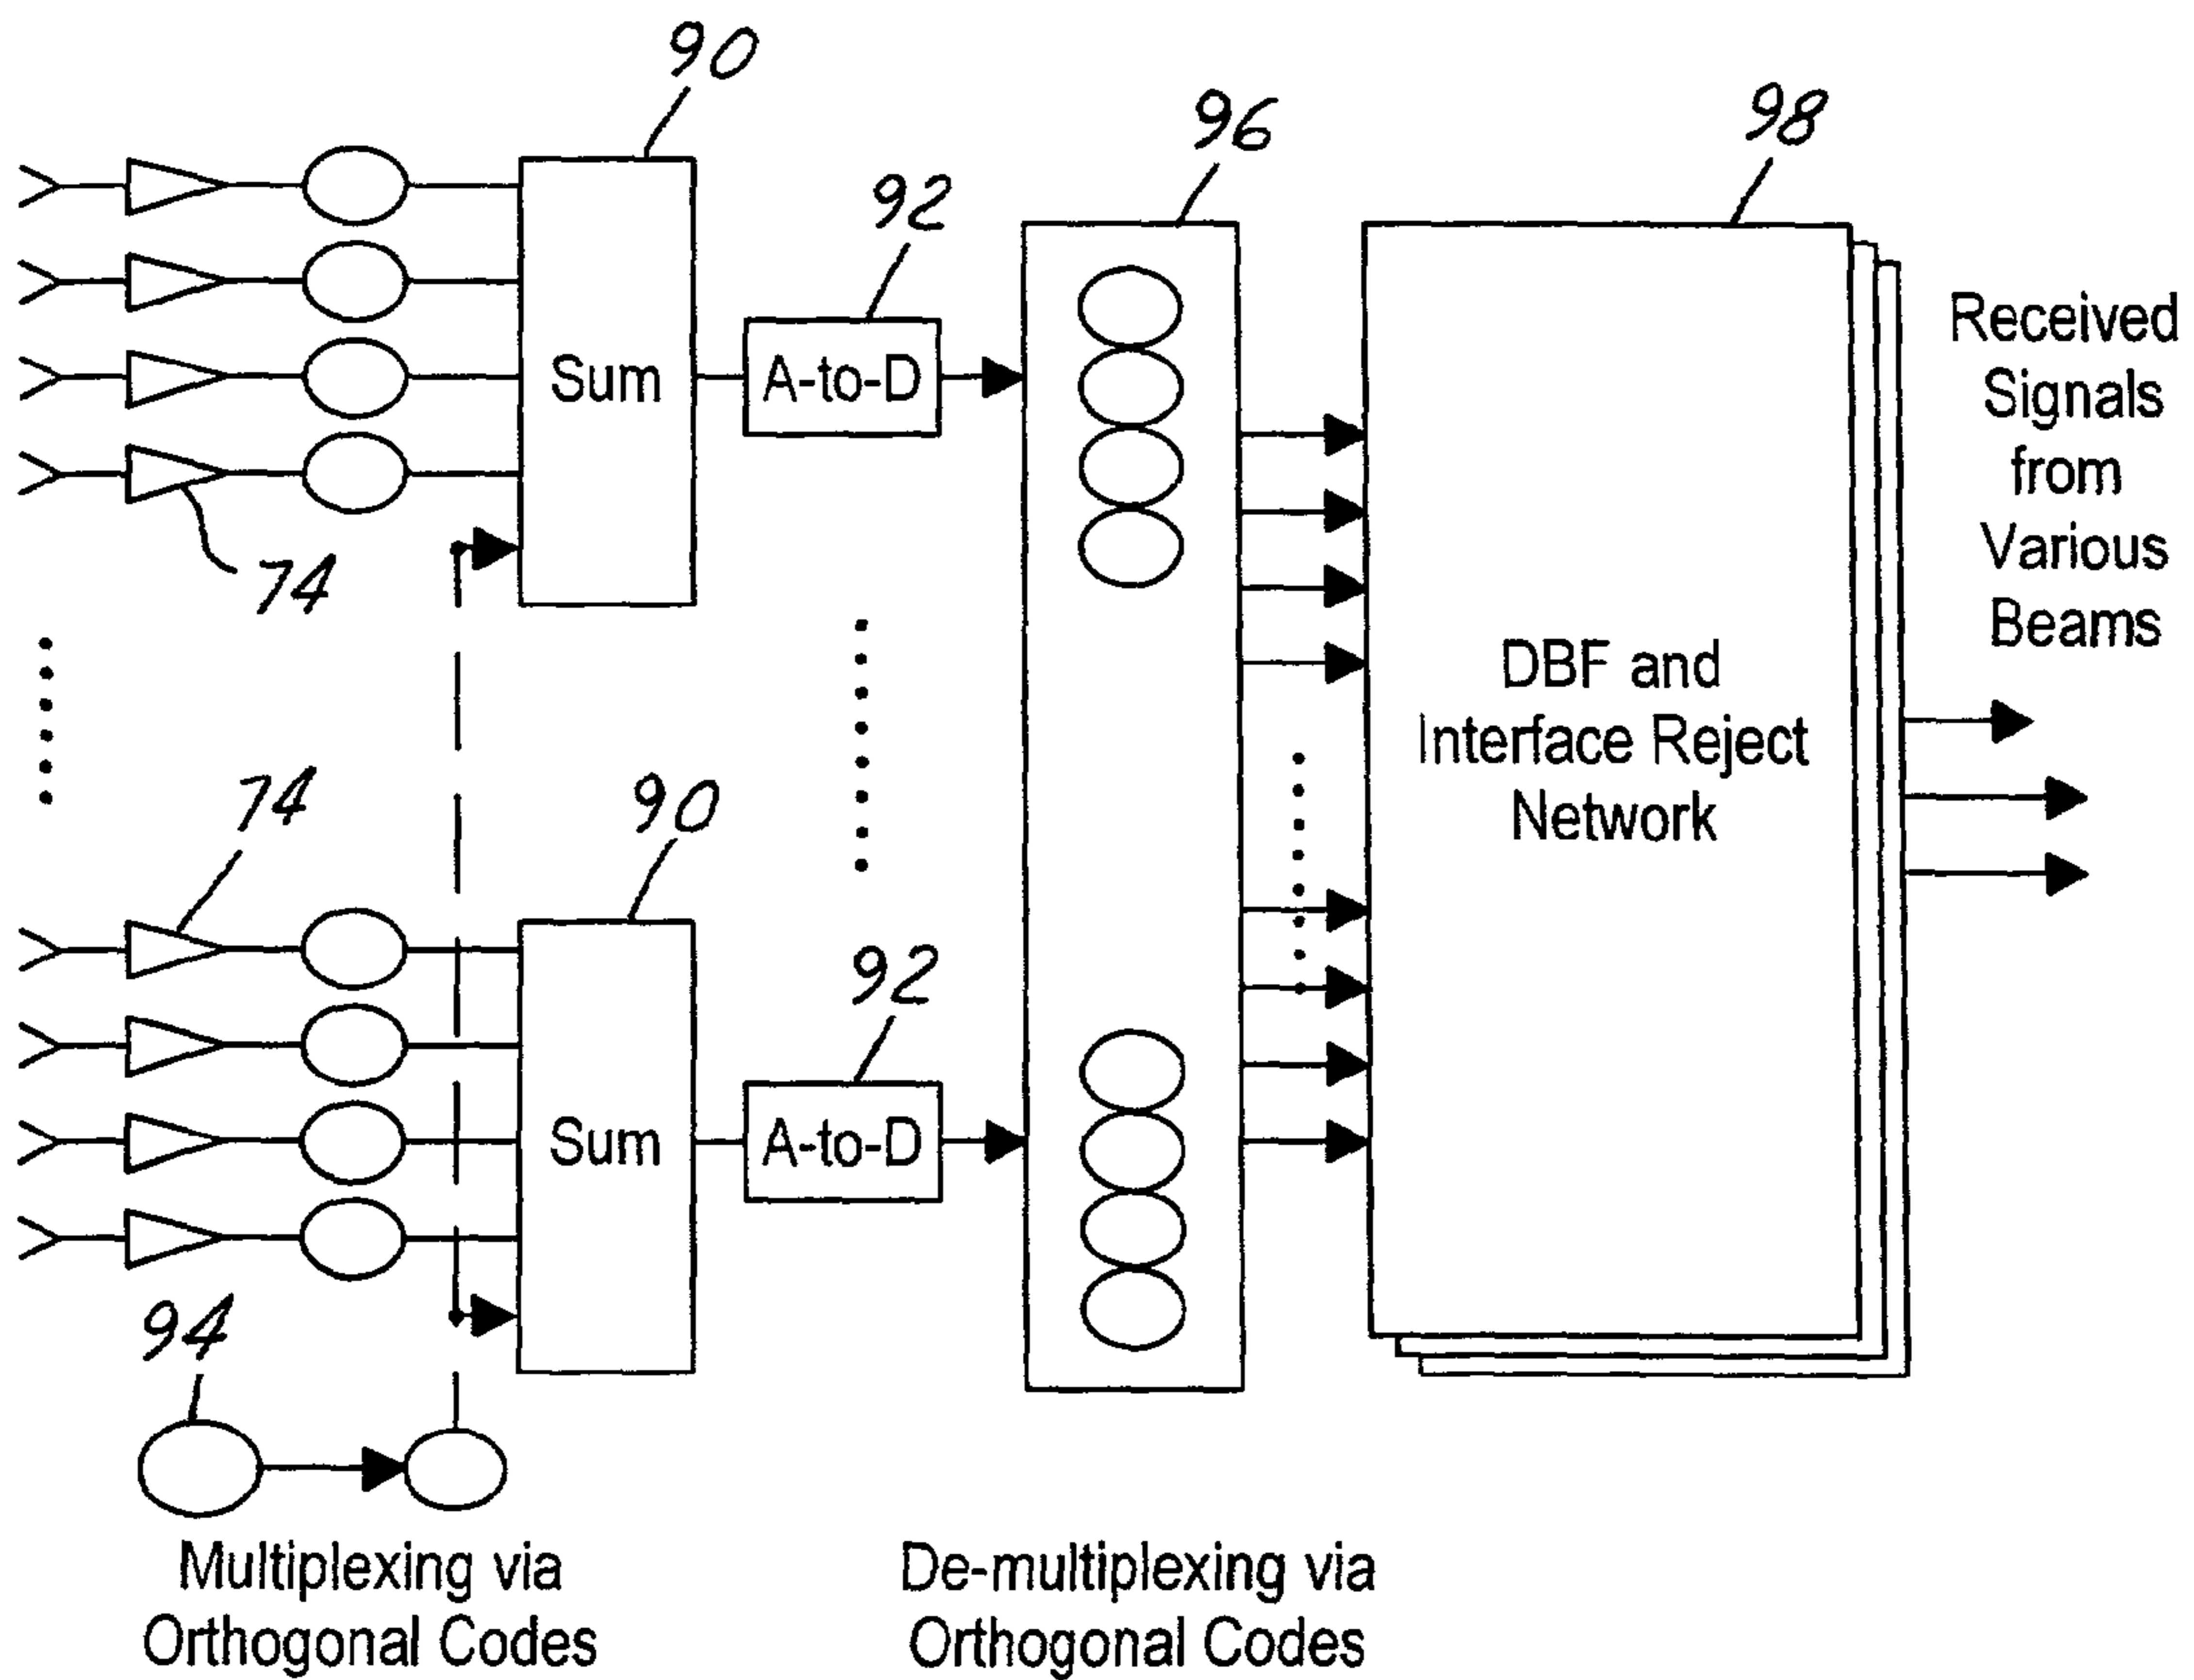 90
96
98
92
Sum
A-to-D
74
Received
Signals
from
Various
Beams
DBF and
Interface Reject
Network
74
90
92
Sum
A-to-D
94
Multiplexing via
Orthogonal Codes
De-multiplexing via
Orthogonal Codes